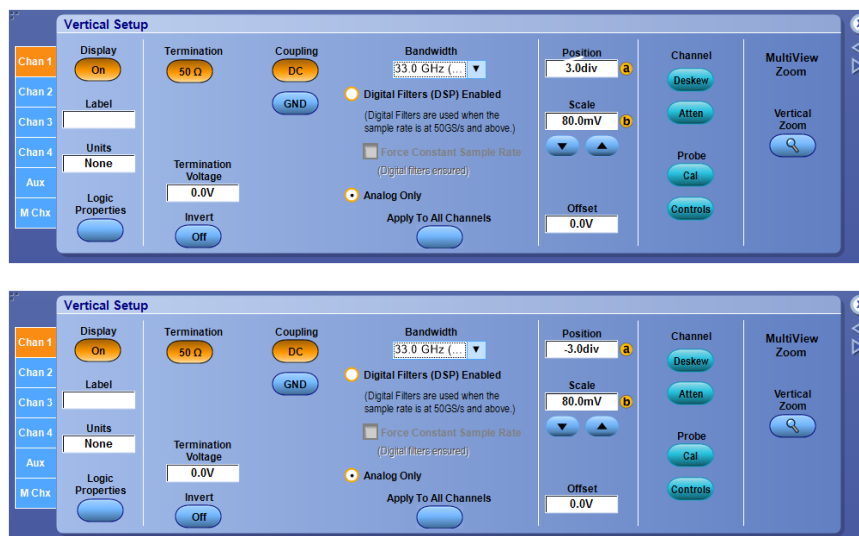 Vertical Setup
Chan 1
Chan 2
Chan 3
Chan 4
Aux
M Chx
Display
On
Label
Units
None
Logic
Properties
Termination
50 Ω
Termination
Voltage
0.0V
Invert
Off
Coupling
DC
GND
Bandwidth
33.0 GHz (...
Digital Filters (DSP) Enabled
(Digital Filters are used when the
sample rate is at 50GS/s and above.)
Force Constant Sample Rate
(Digital filters ensured)
Analog Only
Apply To All Channels
Position
3.0div a
Scale
80.0mV b
Offset
0.0V
Channel
Deskew
Atten
Probe
Cal
Controls
MultiView
Zoom
Vertical
Zoom
Vertical Setup
Chan 1
Chan 2
Chan 3
Chan 4
Aux
M Chx
Display
On
Label
Units
None
Logic
Properties
Termination
50 Ω
Termination
Voltage
0.0V
Invert
Off
Coupling
DC
GND
Bandwidth
33.0 GHz (...
Digital Filters (DSP) Enabled
(Digital Filters are used when the
sample rate is at 50GS/s and above.)
Force Constant Sample Rate
(Digital filters ensured)
Analog Only
Apply To All Channels
Position
-3.0div a
Scale
80.0mV b
Offset
0.0V
Channel
Deskew
Atten
Probe
Cal
Controls
MultiView
Zoom
Vertical
Zoom